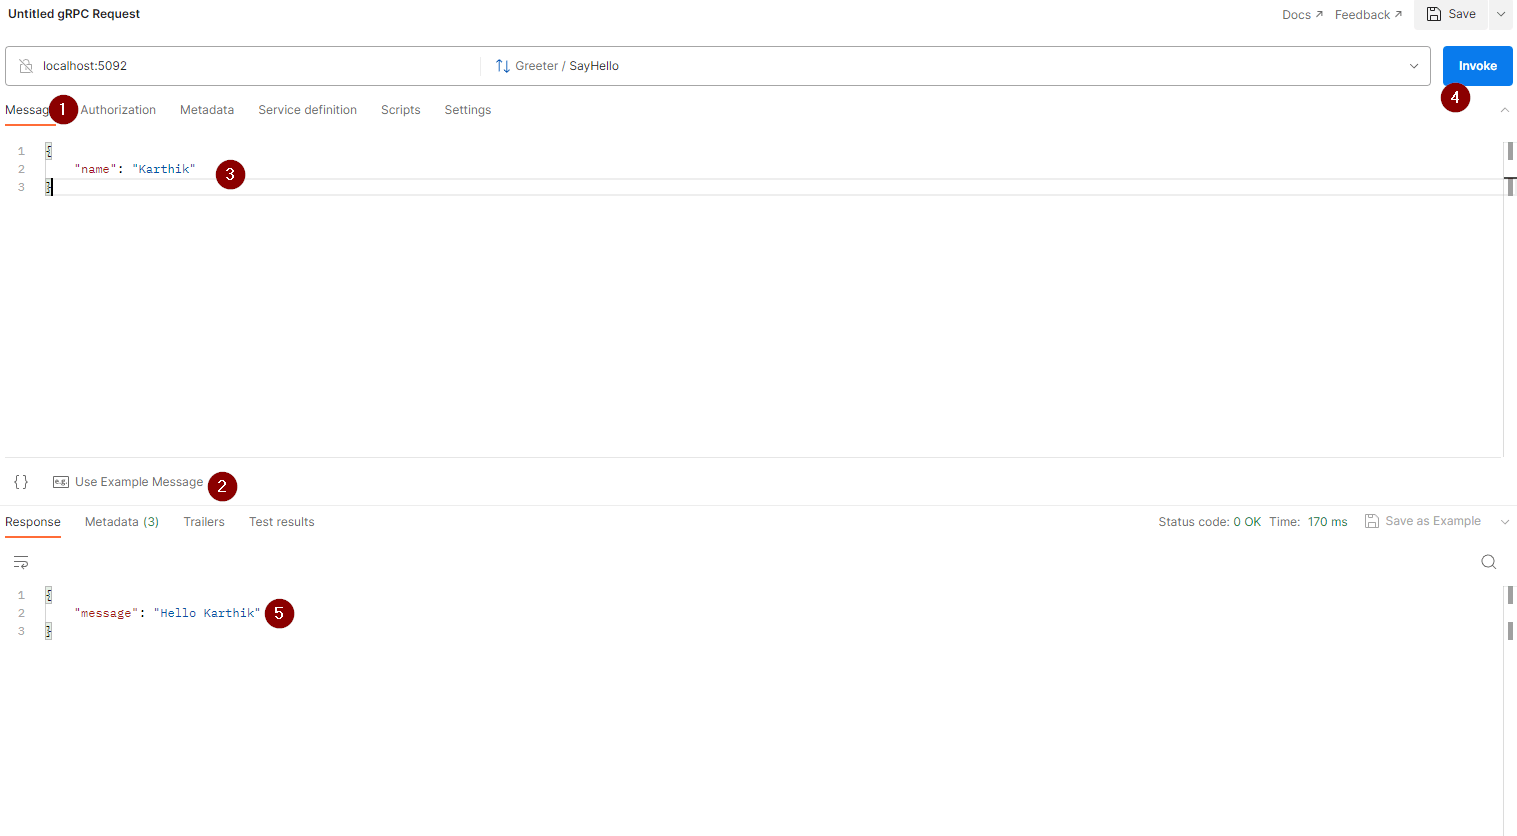 Untitled gRPC Request
Docs ↗ Feedback ↗ Save
localhost:5092 Greeter / SayHello Invoke
Messag 1 Authorization Metadata Service definition Scripts Settings 4
1 {
2 "name": "Karthik" 3
3 }
{} e.g. Use Example Message 2
Response Metadata (3) Trailers Test results Status code: 0 OK Time: 170 ms Save as Example
1 {
2 "message": "Hello Karthik" 5
3 }